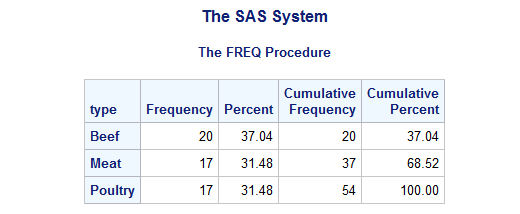 The SAS System
The FREQ Procedure
type Frequency Percent Cumulative Frequency Cumulative Percent
Beef 20 37.04 20 37.04
Meat 17 31.48 37 68.52
Poultry 17 31.48 54 100.00